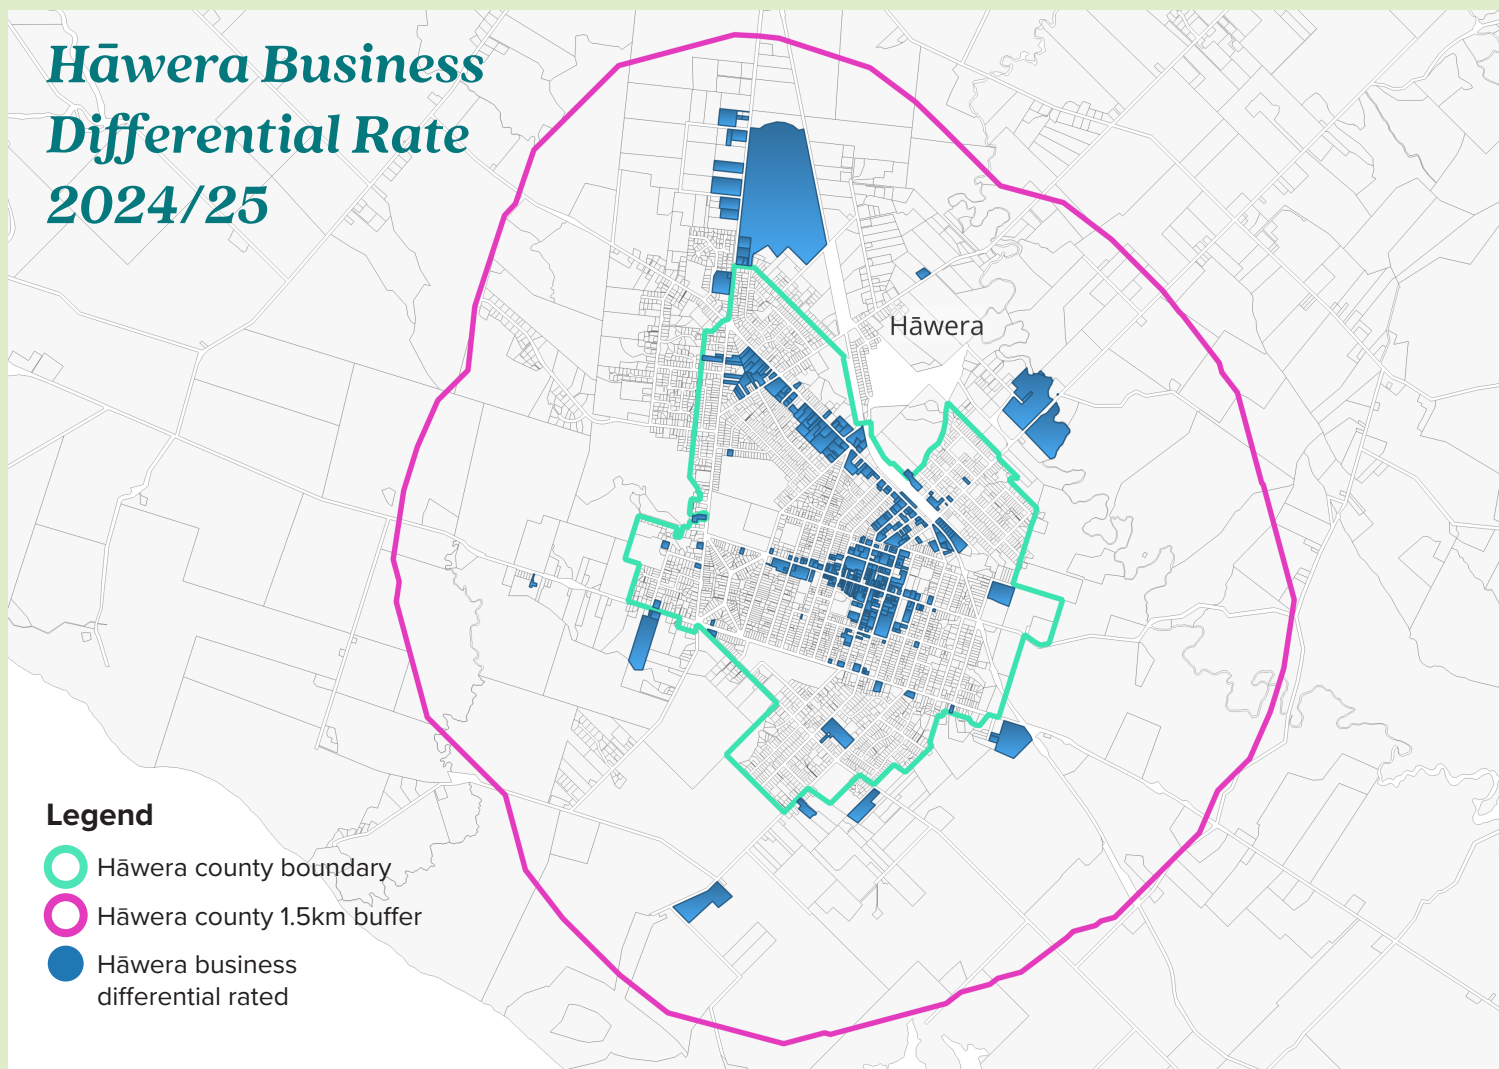 Hāwera Business
Differential Rate
2024/25
Hāwera
Legend
Hāwera county boundary
Hāwera county 1.5km buffer
Hāwera business
differential rated